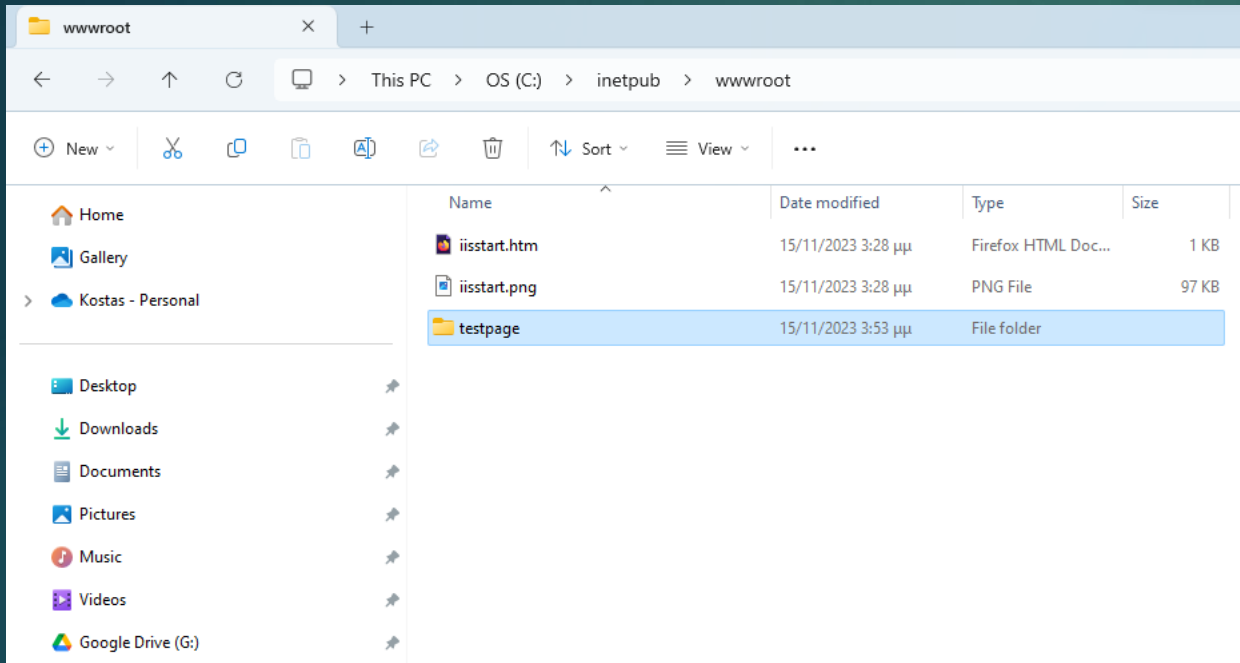 wwwroot
This PC > OS (C:) > inetpub > wwwroot
New Sort View
Name Date modified Type Size
iisstart.htm 15/11/2023 3:28 μμ Firefox HTML Doc... 1 KB
iisstart.png 15/11/2023 3:28 μμ PNG File 97 KB
testpage 15/11/2023 3:53 μμ File folder
Home
Gallery
Kostas - Personal
Desktop
Downloads
Documents
Pictures
Music
Videos
Google Drive (G:)